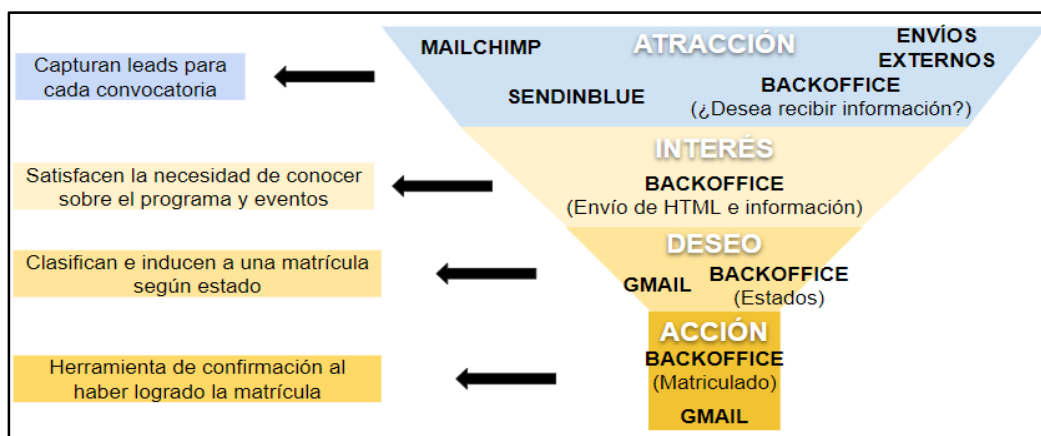 ATRACCIÓN
MAILCHIMP
ENVÍOS
EXTERNOS
SENDINBLUE
BACKOFFICE
(¿Desea recibir información?)
Capturan leads para
cada convocatoria
INTERÉS
BACKOFFICE
(Envío de HTML e información)
Satisfacen la necesidad de conocer
sobre el programa y eventos
DESEO
GMAIL
BACKOFFICE
(Estados)
Clasifican e inducen a una matrícula
según estado
ACCIÓN
BACKOFFICE
(Matriculado)
GMAIL
Herramienta de confirmación al
haber logrado la matrícula